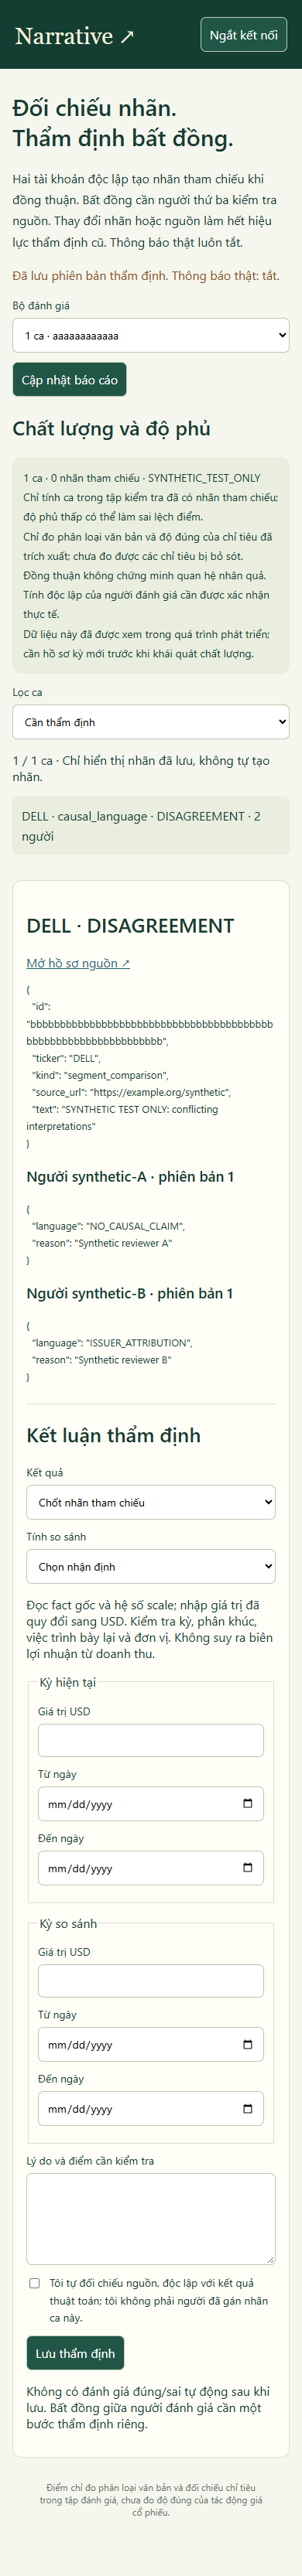 Narrative ↗
Ngắt kết nối
Đối chiếu nhãn.
Thẩm định bất đồng.
Hai tài khoản độc lập tạo nhãn tham chiếu khi
đồng thuận. Bất đồng cần người thứ ba kiểm tra
nguồn. Thay đổi nhãn hoặc nguồn làm hết hiệu
lực thẩm định cũ. Thông báo thật luôn tắt.
Đã lưu phiên bản thẩm định. Thông báo thật: tắt.
Bộ đánh giá
1 ca · aaaaaaaaaaaa
Cập nhật báo cáo
Chất lượng và độ phủ
1 ca · 0 nhãn tham chiếu · SYNTHETIC_TEST_ONLY
Chỉ tính ca trong tập kiểm tra đã có nhãn tham chiếu;
độ phủ thấp có thể làm sai lệch điểm.
Chỉ đo phân loại văn bản và độ đúng của chỉ tiêu đã
trích xuất; chưa đo được các chỉ tiêu bị bỏ sót.
Đồng thuận không chứng minh quan hệ nhân quả.
Tính độc lập của người đánh giá cần được xác nhận
thực tế.
Dữ liệu này đã được xem trong quá trình phát triển;
cần hồ sơ kỳ mới trước khi khái quát chất lượng.
Lọc ca
Cần thẩm định
1 / 1 ca · Chỉ hiển thị nhãn đã lưu, không tự tạo
nhãn.
DELL · causal_language · DISAGREEMENT · 2
người
DELL · DISAGREEMENT
Mở hồ sơ nguồn ↗
{
"id":
"bbbbbbbbbbbbbbbbbbbbbbbbbbbbbbbbbbbbbbbbb
bbbbbbbbbbbbbbbbbbbbbbb",
"ticker": "DELL",
"kind": "segment_comparison",
"source_url": "https://example.org/synthetic",
"text": "SYNTHETIC TEST ONLY: conflicting
interpretations"
}
Người synthetic-A · phiên bản 1
{
"language": "NO_CAUSAL_CLAIM",
"reason": "Synthetic reviewer A"
}
Người synthetic-B · phiên bản 1
{
"language": "ISSUER_ATTRIBUTION",
"reason": "Synthetic reviewer B"
}
Kết luận thẩm định
Kết quả
Chốt nhãn tham chiếu
Tính so sánh
Chọn nhận định
Đọc fact gốc và hệ số scale; nhập giá trị đã
quy đổi sang USD. Kiểm tra kỳ, phân khúc,
việc trình bày lại và đơn vị. Không suy ra biên
lợi nhuận từ doanh thu.
Kỳ hiện tại
Giá trị USD
Từ ngày
mm/dd/yyyy
Đến ngày
mm/dd/yyyy
Kỳ so sánh
Giá trị USD
Từ ngày
mm/dd/yyyy
Đến ngày
mm/dd/yyyy
Lý do và điểm cần kiểm tra
Tôi tự đối chiếu nguồn, độc lập với kết quả
thuật toán; tôi không phải người đã gán nhãn
ca này.
Lưu thẩm định
Không có đánh giá đúng/sai tự động sau khi
lưu. Bất đồng giữa người đánh giá cần một
bước thẩm định riêng.
Điểm chỉ đo phân loại văn bản và đối chiếu chỉ tiêu
trong tập đánh giá, chưa đo độ đúng của tác động giá
cổ phiếu.